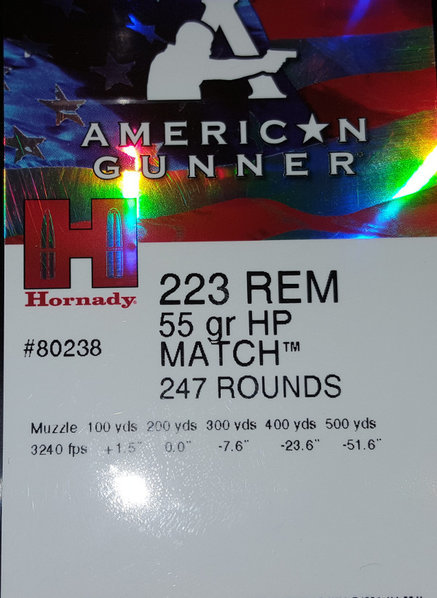 AMERIC★N
GUNNER
H
Hornady®
#80238
223 REM
55 gr HP
MATCH™
247 ROUNDS
Muzzle 100 yds 200 yds 300 yds 400 yds 500 yds
3240 fps +1.5" 0.0" -7.6" -23.6" -51.6"